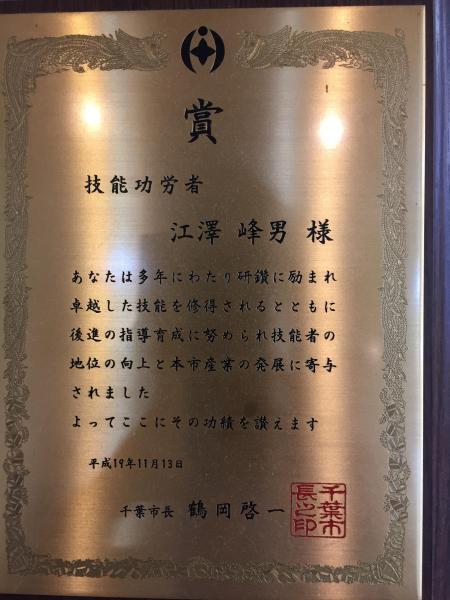 賞
技能功労者
江澤 峰男 様
あなたは多年にわたり研鑽に励まれ
卓越した技能を修得されるとともに
後進の指導育成に努められ技能者の
地位の向上と本市産業の発展に寄与
されました
よってここにその功績を讃えます
平成19年11月13日
千葉市長 鶴岡啓一
千葉市
長之印